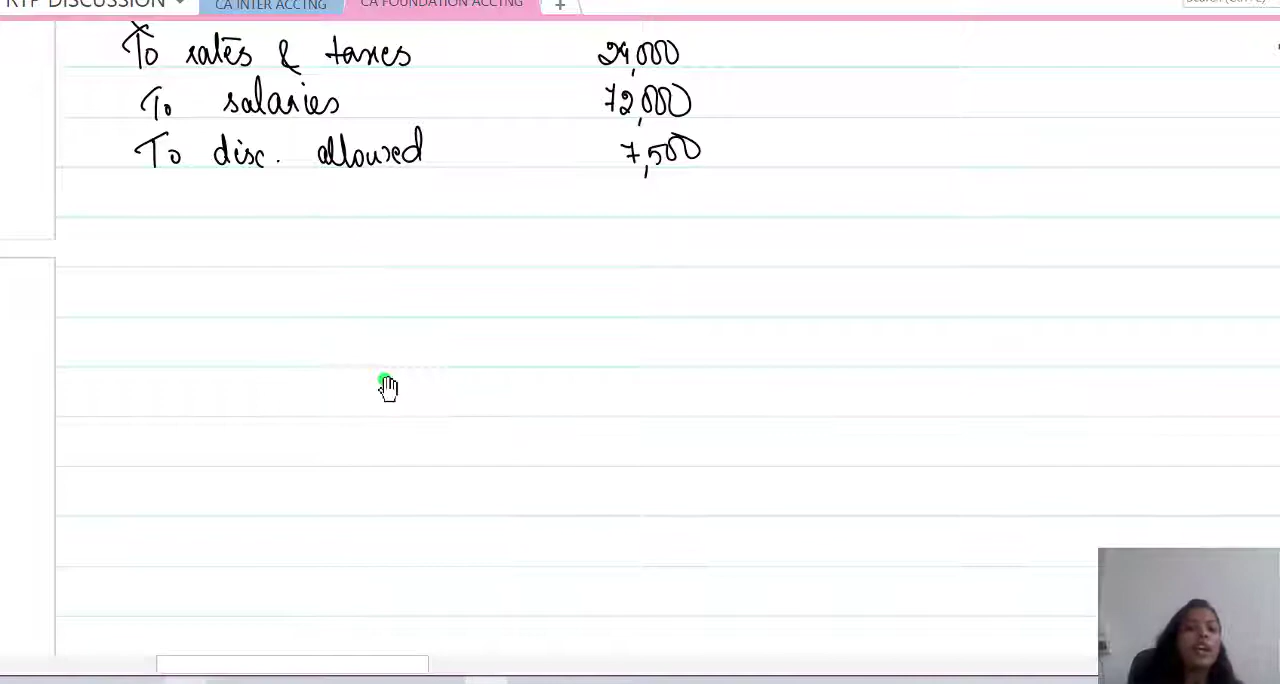 RTP DISCUSSION CA INTER ACCTNG CA FOUNDATION ACCTNG +
To rates & taxes 24,000
To salaries 72,000
To disc. allowed 7,500